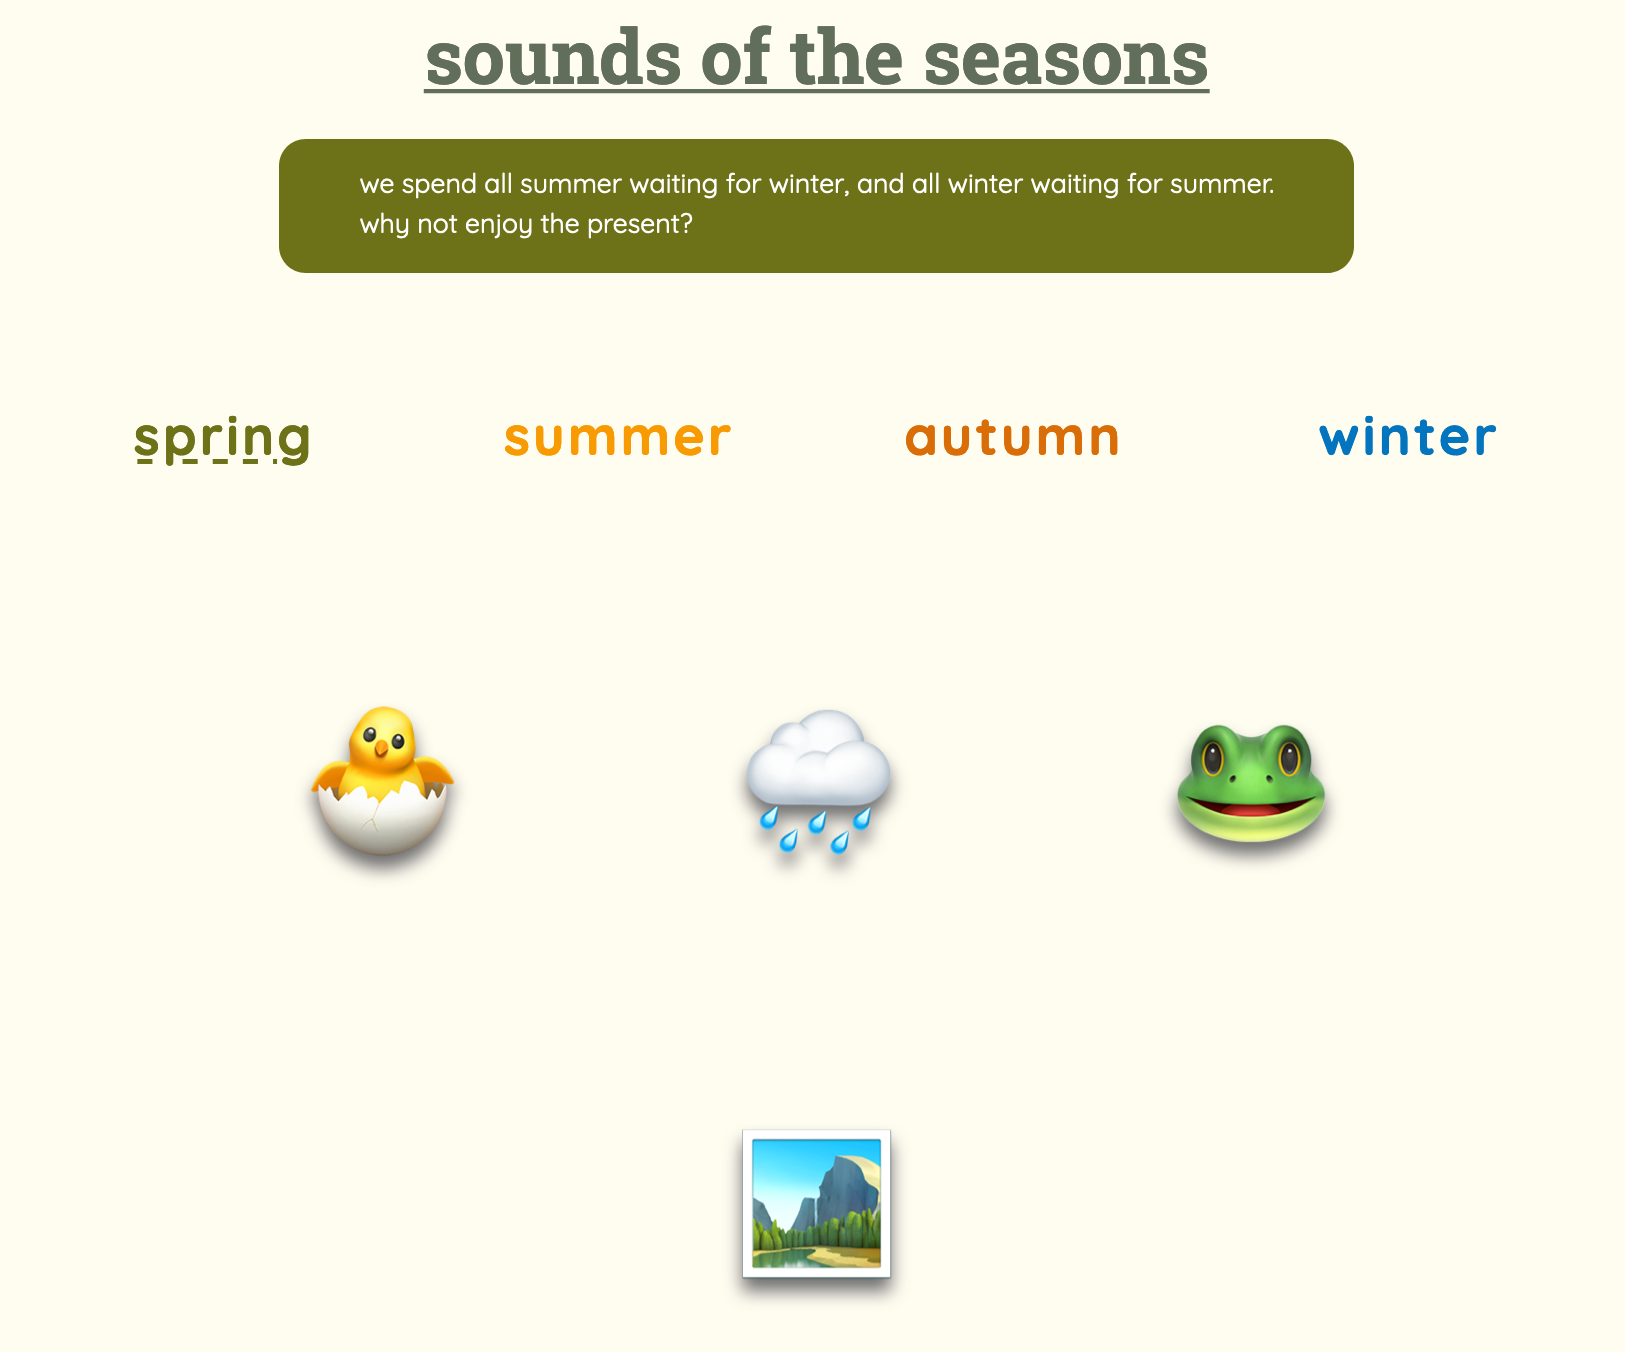 sounds of the seasons
we spend all summer waiting for winter, and all winter waiting for summer.
why not enjoy the present?
spring summer autumn winter